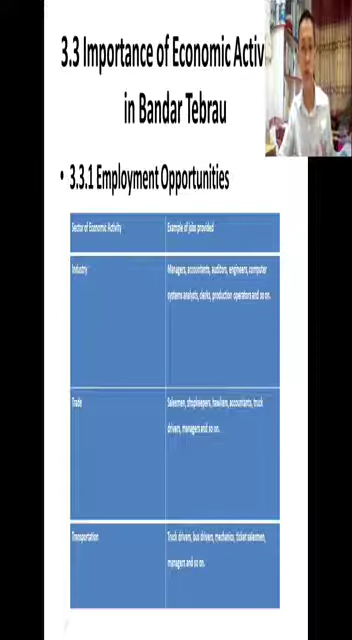 3.3 Importance of Economic Activi
in Bandar Tebrau
• 3.3.1 Employment Opportunities
Sector of Economic Activity
Example of jobs provided
Industry
Managers, accountants, auditors, engineers, computer
systems analysts, clerks, production operators and so on.
Trade
Salesmen, shopkeepers, hawkers, accountants, truck
drivers, managers and so on.
Transportation
Truck drivers, bus drivers, mechanics, ticket salesmen,
managers and so on.